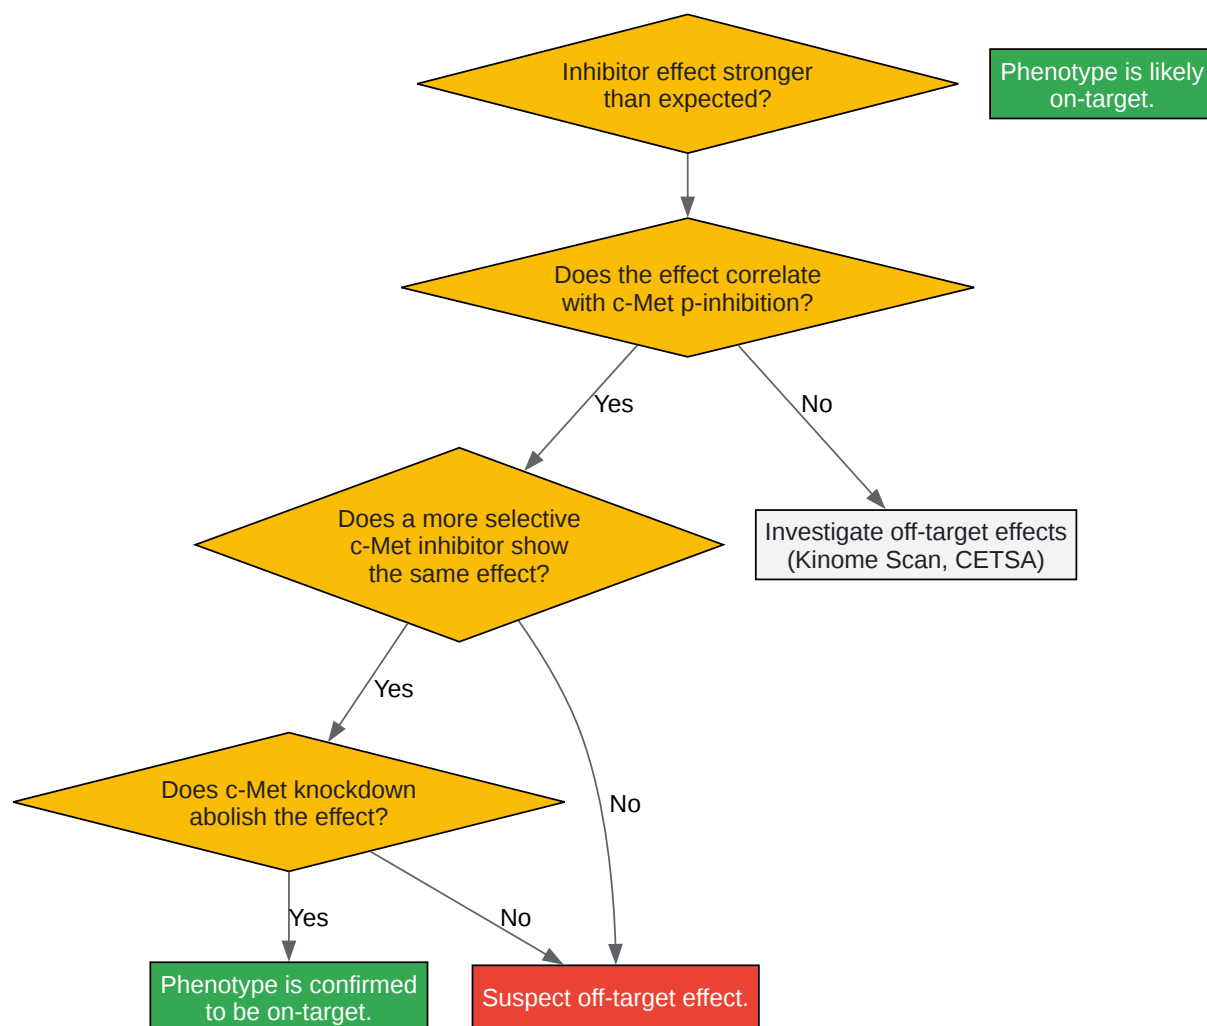 Inhibitor effect stronger
than expected?
Phenotype is likely
on-target.
Does the effect correlate
with c-Met p-inhibition?
Yes
No
Does a more selective
c-Met inhibitor show
the same effect?
Investigate off-target effects
(Kinome Scan, CETSA)
Yes
No
Does c-Met knockdown
abolish the effect?
Yes
No
Phenotype is confirmed
to be on-target.
Suspect off-target effect.